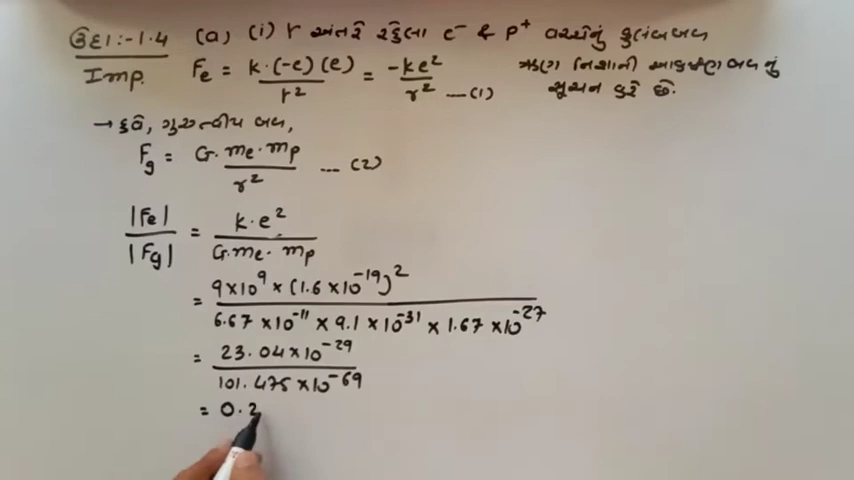 ઉદા:-1.4 (a) (i) r અંતરે રહેલા e⁻ & p⁺ વચ્ચેનું કુલંબબળ
Imp. Fe = k·(-e)(e) / r² = -ke² / r² ---(1) ઋણ નિશાની આકર્ષણ બળનું
સૂચન કરે છે.
→ હવે, ગુરુત્વીય બળ,
Fg = G·me·mp / r² --- (2)
|Fe| / |Fg| = k·e² / G·me·mp
= 9×10⁹ × (1.6×10⁻¹⁹)² / 6.67×10⁻¹¹ × 9.1×10⁻³¹ × 1.67×10⁻²⁷
= 23.04×10⁻²⁹ / 101.475×10⁻⁶⁹
= 0.2